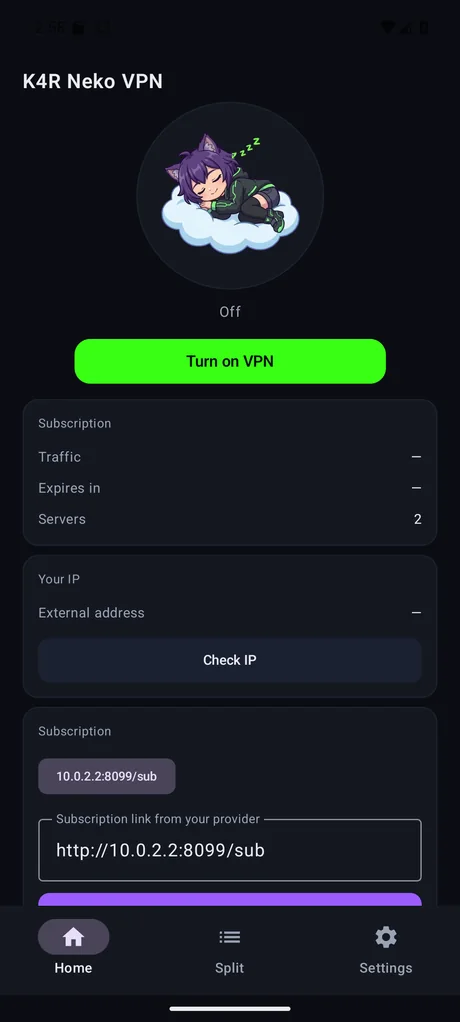 2:56
K4R Neko VPN
z z z z
Off
Turn on VPN
Subscription
Traffic –
Expires in –
Servers 2
Your IP
External address –
Check IP
Subscription
10.0.2.2:8099/sub
Subscription link from your provider
http://10.0.2.2:8099/sub
Home Split Settings